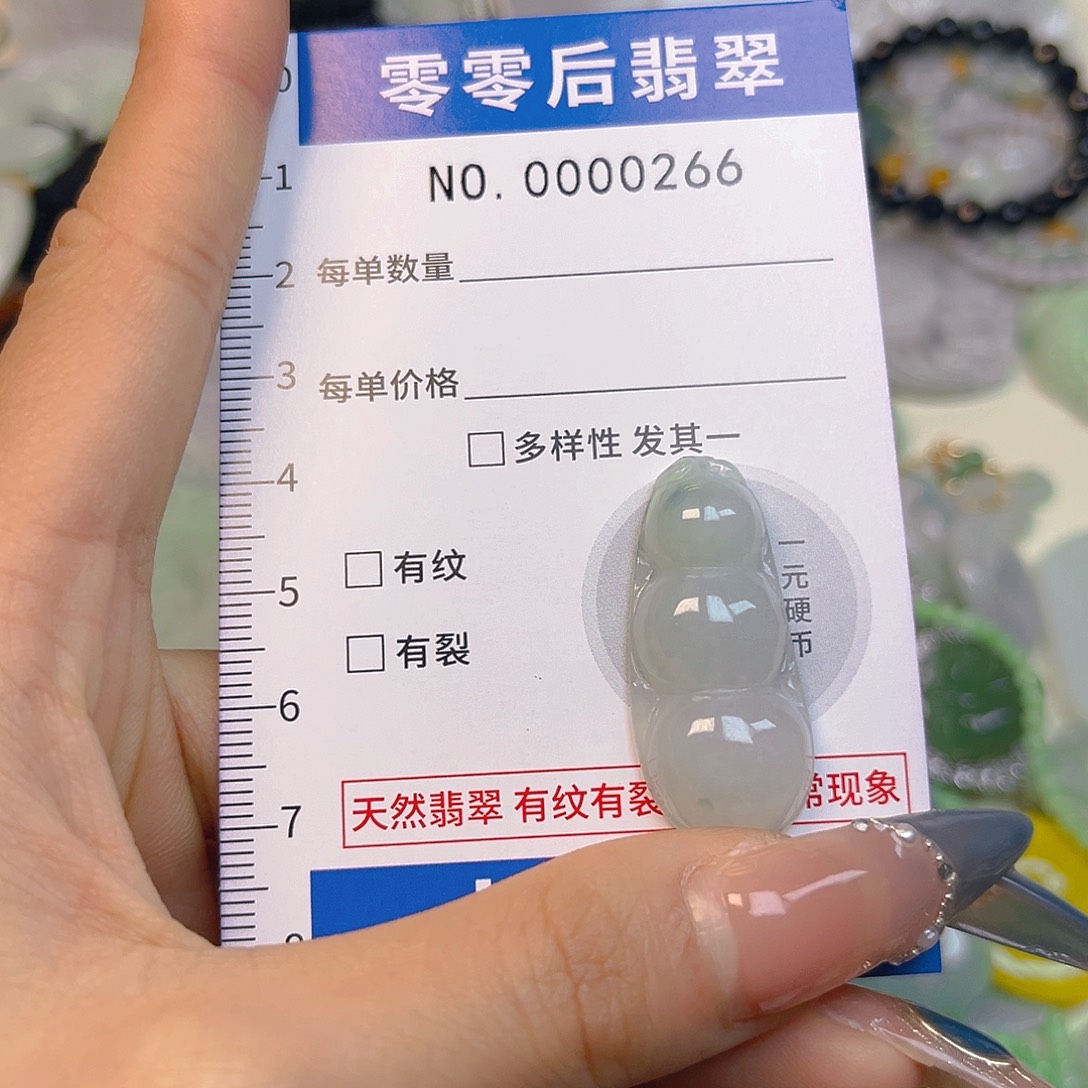 零零后翡翠
NO. 0000266
每单数量
每单价格
□多样性 发其一
□有纹
□有裂
一元硬币
天然翡翠 有纹有裂 常现象
0
1
2
3
4
5
6
7